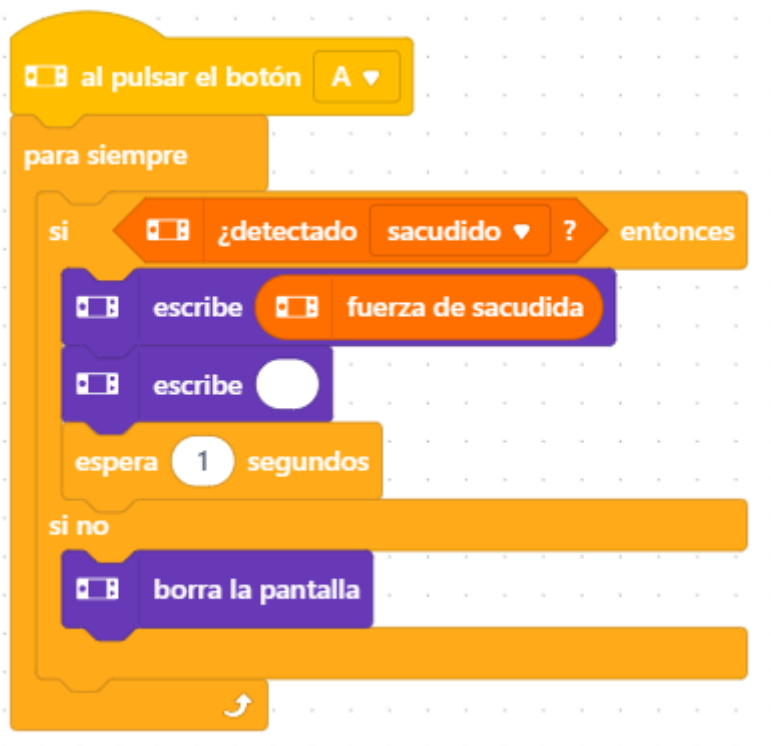 al pulsar el botón A
para siempre
si ¿detectado sacudido ? entonces
escribe fuerza de sacudida
escribe
espera 1 segundos
si no
borra la pantalla